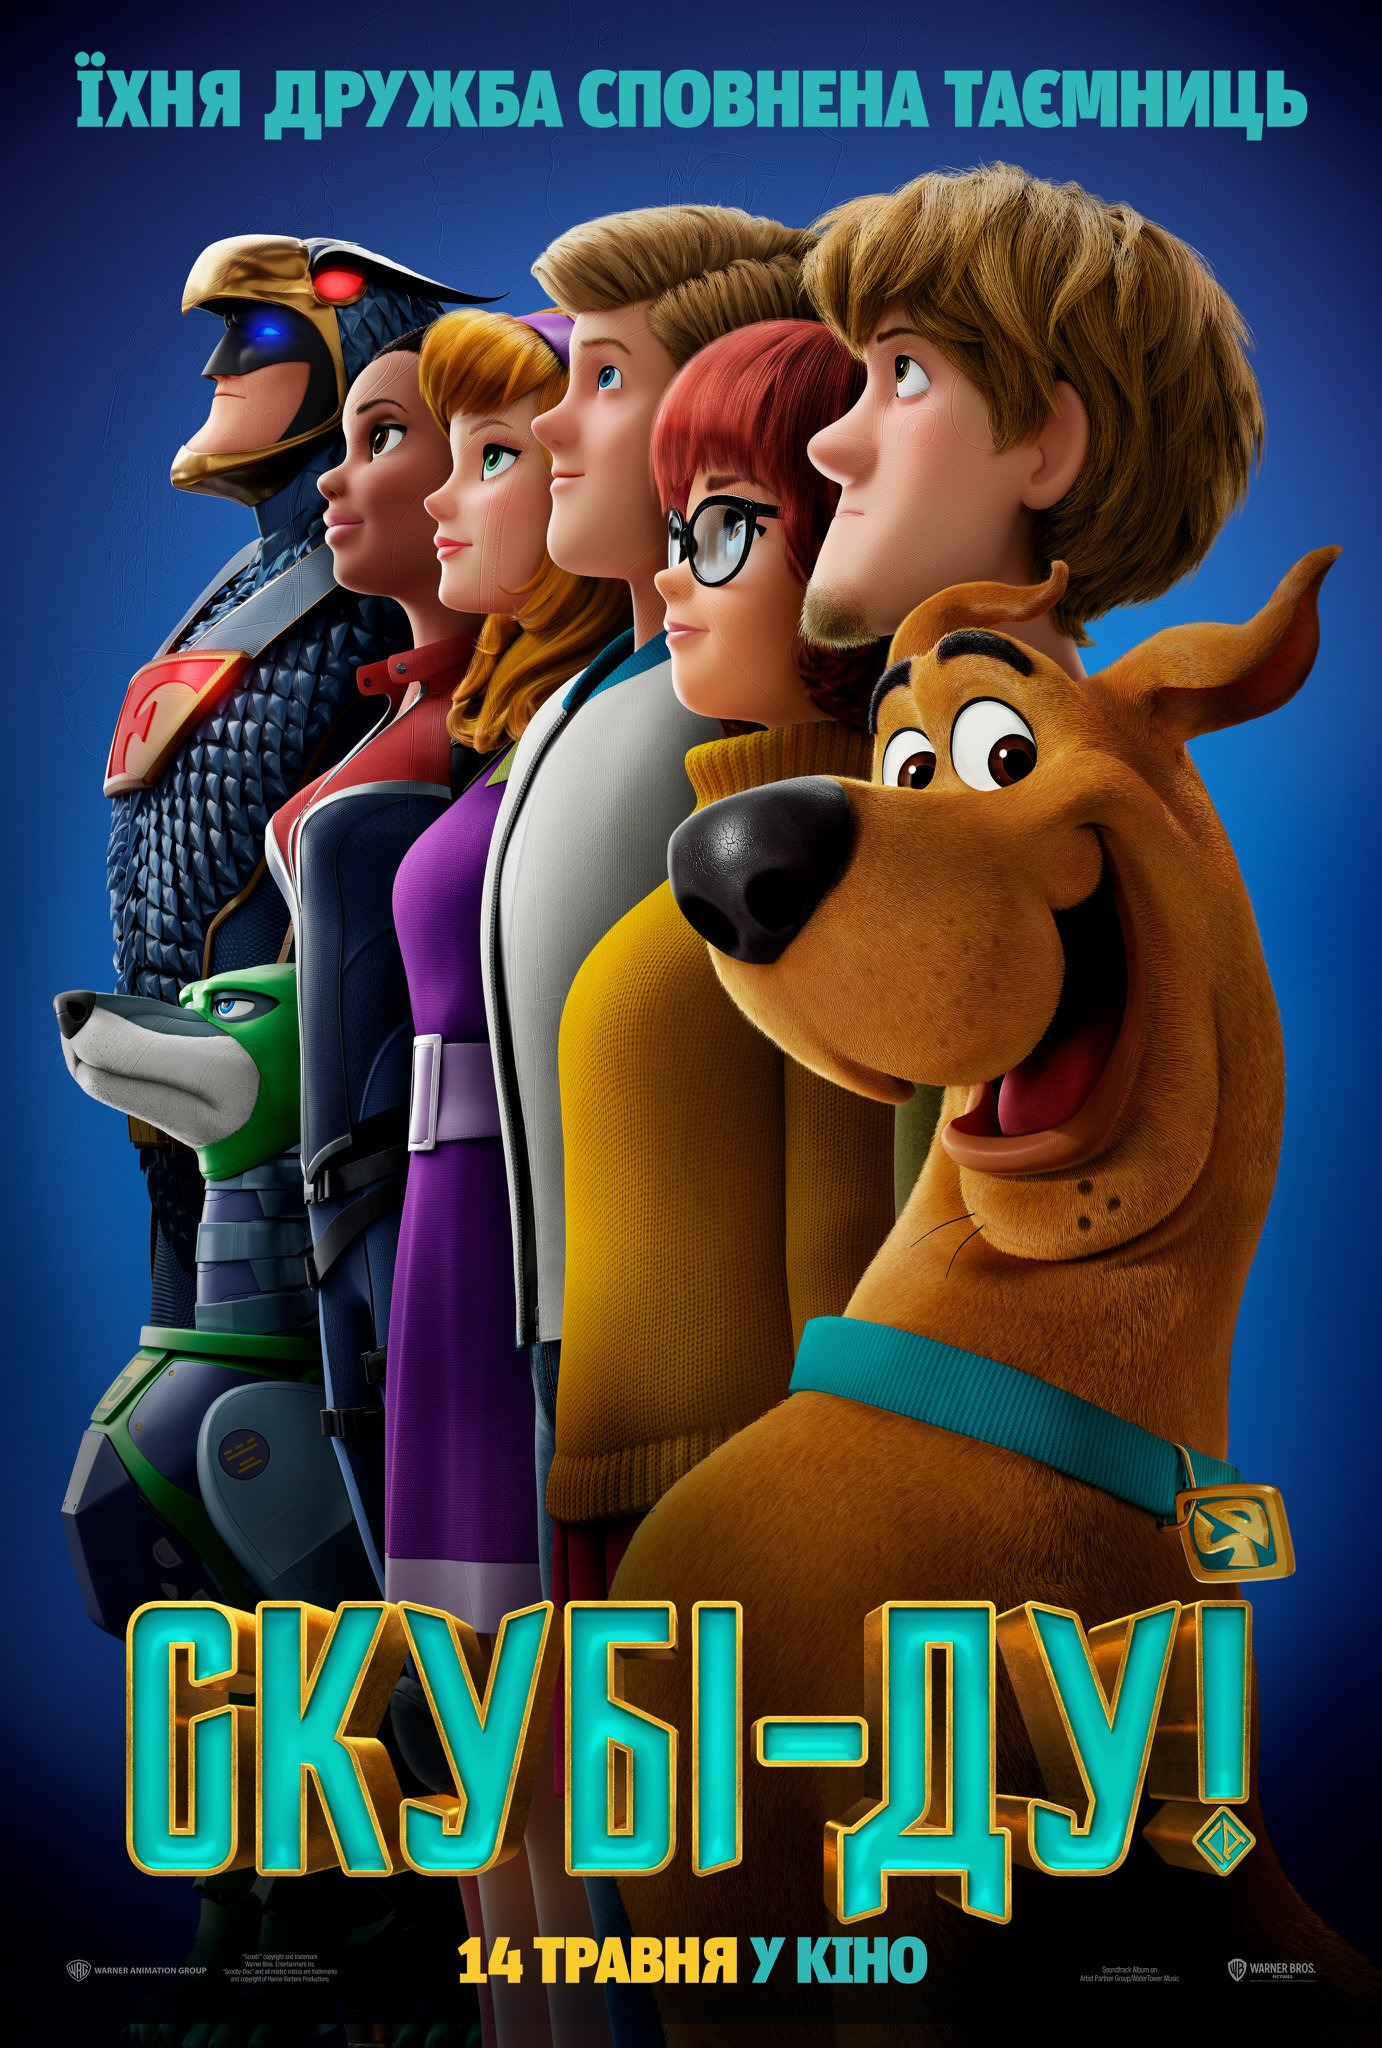 ЇХНЯ ДРУЖБА СПОВНЕНА ТАЄМНИЦЬ
СКУБІ-ДУ!
14 ТРАВНЯ У КІНО
WARNER ANIMATION GROUP
"Scoob!" copyright and trademark
Warner Bros. Entertainment Inc.
"Scooby-Doo" and all related indicia are trademarks
and copyright of Hanna-Barbera Productions
Soundtrack Album on
Artist Partner Group/WaterTower Music
WB WARNER BROS.
PICTURES